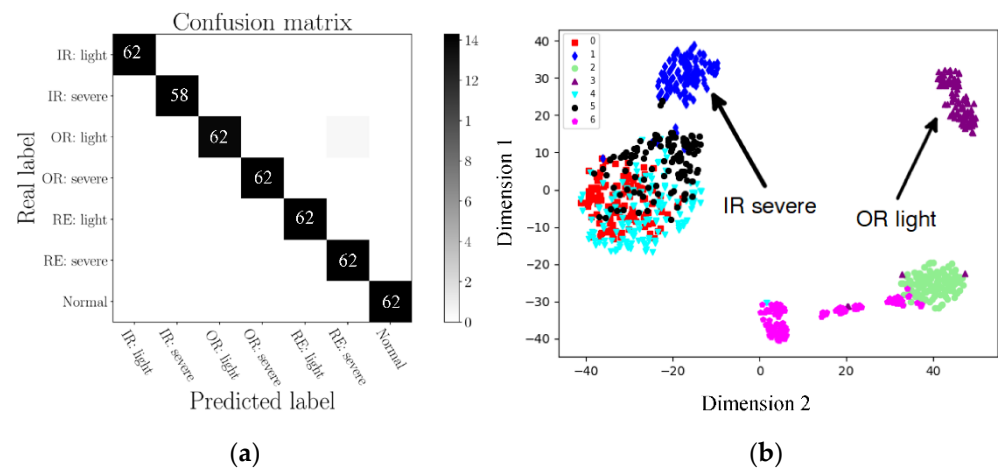 Confusion matrix
IR: light
IR: severe
OR: light
OR: severe
RE: light
RE: severe
Normal
Real label
62
58
62
62
62
62
62
IR: light
IR: severe
OR: light
OR: severe
RE: light
RE: severe
Normal
Predicted label
14
12
10
8
6
4
2
0
(a)
40
30
20
10
0
−10
−20
−30
−40
Dimension 1
0
1
2
3
4
5
6
IR severe
OR light
−40
−20
0
20
40
Dimension 2
(b)